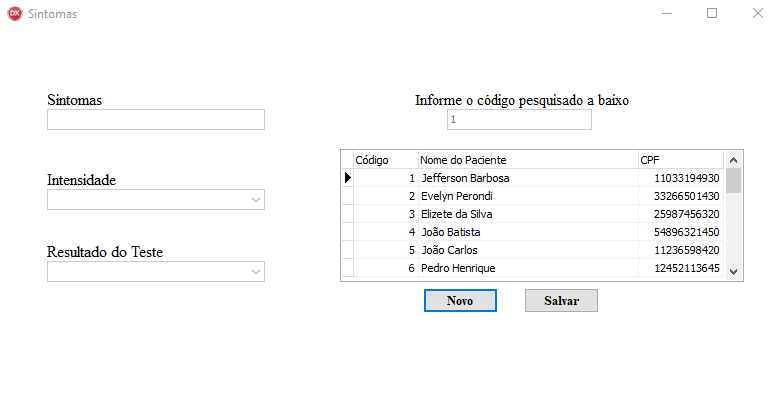 DX Sintomas
Sintomas
Intensidade
Resultado do Teste
Informe o código pesquisado a baixo
1
Código Nome do Paciente CPF
1 Jefferson Barbosa 11033194930
2 Evelyn Perondi 33266501430
3 Elizete da Silva 25987456320
4 João Batista 54896321450
5 João Carlos 11236598420
6 Pedro Henrique 12452113645
Novo Salvar